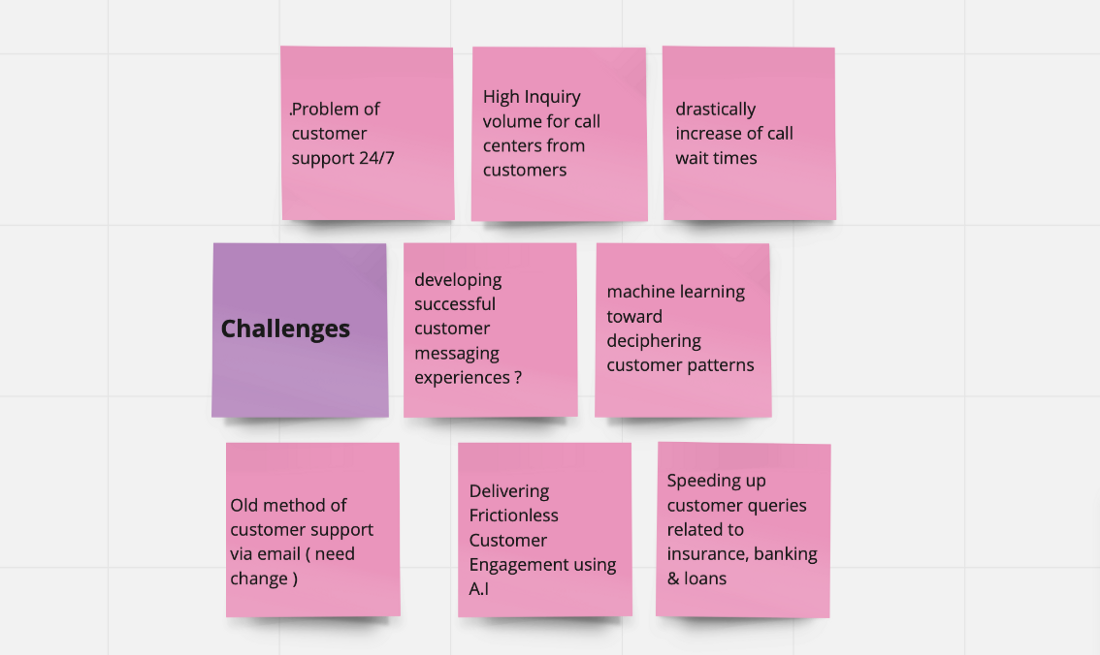 .Problem of
customer
support 24/7
High Inquiry
volume for call
centers from
customers
drastically
increase of call
wait times
Challenges
developing
successful
customer
messaging
experiences ?
machine learning
toward
deciphering
customer patterns
Old method of
customer support
via email ( need
change )
Delivering
Frictionless
Customer
Engagement using
A.I
Speeding up
customer queries
related to
insurance, banking
& loans